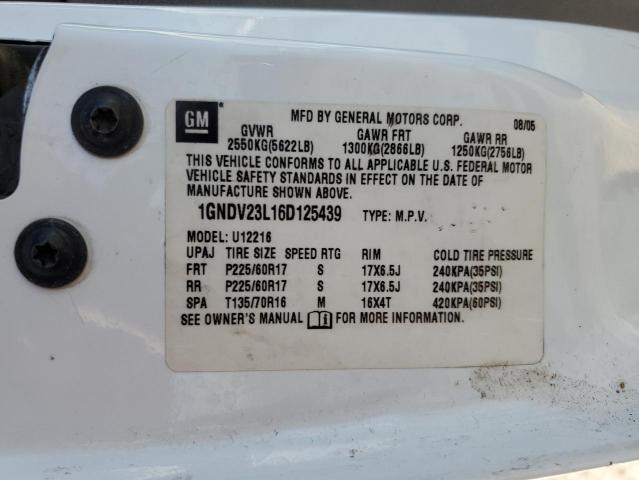 GM MFD BY GENERAL MOTORS CORP. 08/05
GVWR GAWR FRT GAWR RR
2550KG(5622LB) 1300KG(2866LB) 1250KG(2756LB)
THIS VEHICLE CONFORMS TO ALL APPLICABLE U.S. FEDERAL MOTOR
VEHICLE SAFETY STANDARDS IN EFFECT ON THE DATE OF
MANUFACTURE SHOWN ABOVE.
1GNDV23L16D125439 TYPE: M.P.V.
MODEL: U12216
UPAJ TIRE SIZE SPEED RTG RIM COLD TIRE PRESSURE
FRT P225/60R17 S 17X6.5J 240KPA(35PSI)
RR P225/60R17 S 17X6.5J 240KPA(35PSI)
SPA T135/70R16 M 16X4T 420KPA(60PSI)
SEE OWNER'S MANUAL FOR MORE INFORMATION.